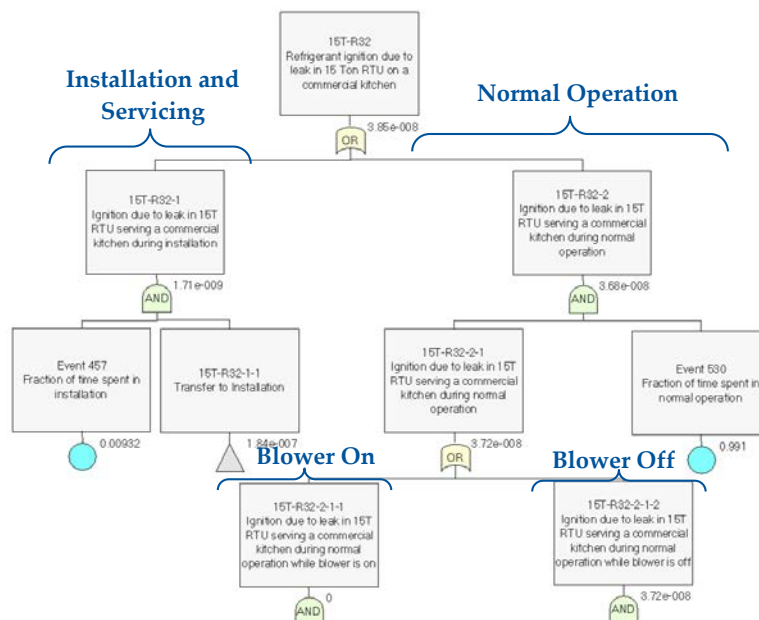 15T-R32
Refrigerant ignition due to
leak in 15 Ton RTU on a
commercial kitchen
Installation and
Servicing
Normal Operation
3.85e-008
OR
15T-R32-1
Ignition due to leak in 15T
RTU serving a commercial
kitchen during installation
15T-R32-2
Ignition due to leak in 15T
RTU serving a commercial
kitchen during normal
operation
1.71e-009
AND
3.68e-008
AND
Event 457
Fraction of time spent in
installation
15T-R32-1-1
Transfer to Installation
15T-R32-2-1
Ignition due to leak in 15T
RTU serving a commercial
kitchen during normal
operation
Event 530
Fraction of time spent in
normal operation
0.00932
1.84e-007
3.72e-008
OR
0.991
Blower On
Blower Off
15T-R32-2-1-1
Ignition due to leak in 15T
RTU serving a commercial
kitchen during normal
operation while blower is on
15T-R32-2-1-2
Ignition due to leak in 15T
RTU serving a commercial
kitchen during normal
operation while blower is off
0
AND
3.72e-008
AND